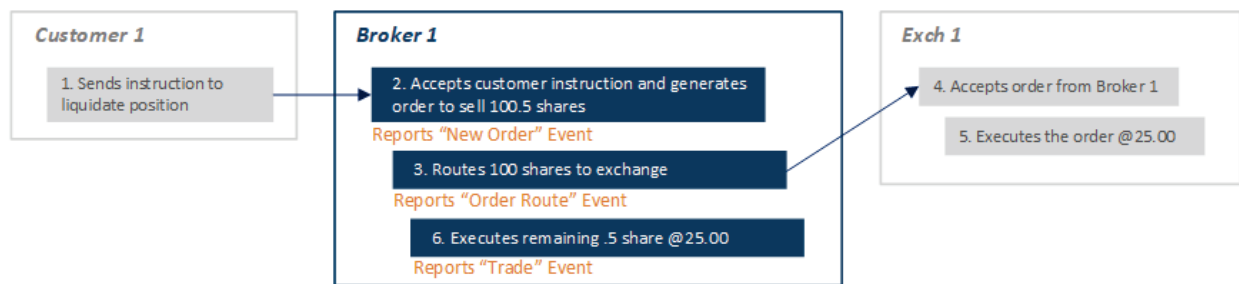 Customer 1
1. Sends instruction to
liquidate position
Broker 1
2. Accepts customer instruction and generates
order to sell 100.5 shares
Reports “New Order” Event
3. Routes 100 shares to exchange
Reports “Order Route” Event
6. Executes remaining .5 share @25.00
Reports “Trade” Event
Exch 1
4. Accepts order from Broker 1
5. Executes the order @25.00